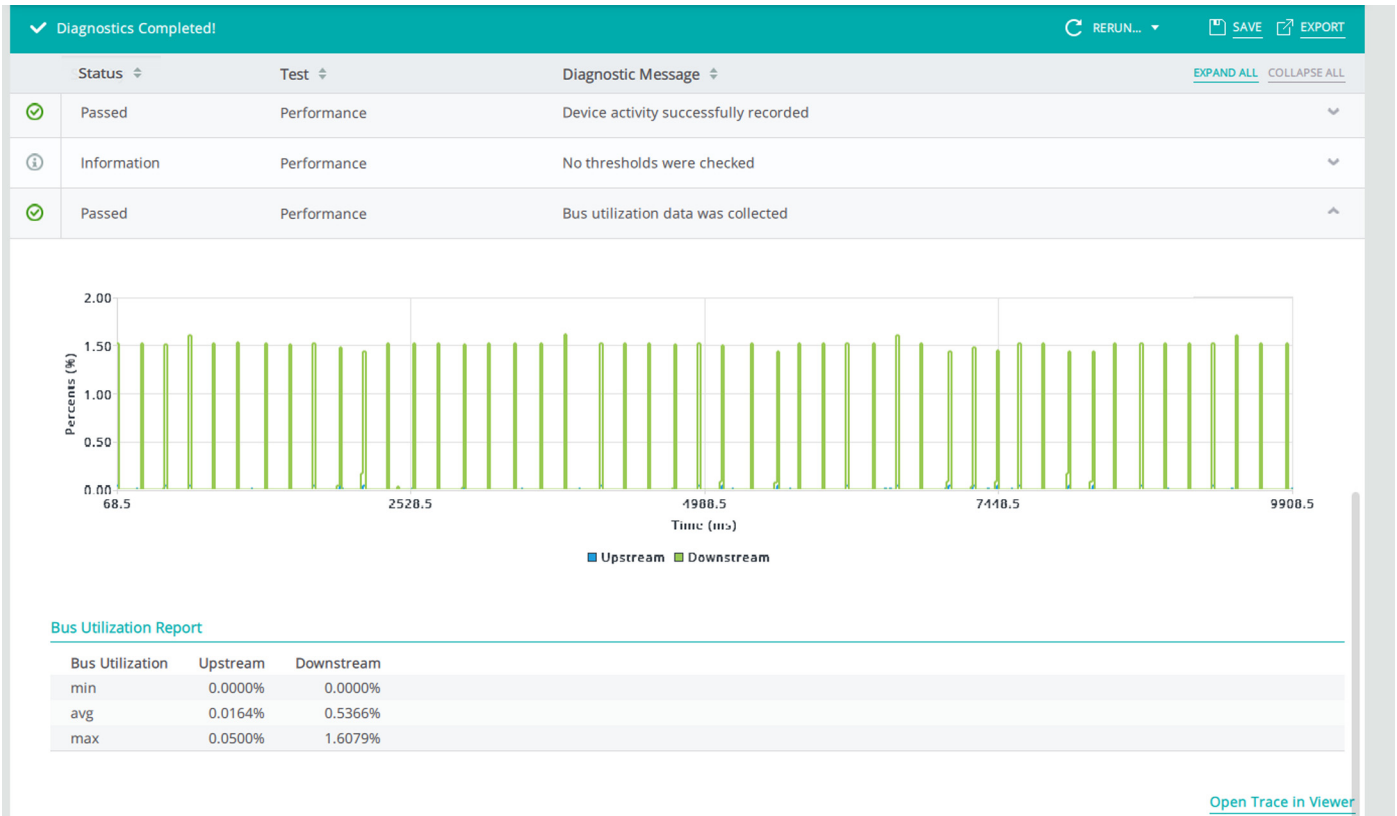 Diagnostics Completed! RERUN... SAVE EXPORT
Status Test Diagnostic Message EXPAND ALL COLLAPSE ALL
Passed Performance Device activity successfully recorded
Information Performance No thresholds were checked
Passed Performance Bus utilization data was collected
2.00
1.50
1.00
0.50
0.00
Percents (%)
68.5 2528.5 4988.5 7448.5 9908.5
Time (ms)
Upstream Downstream
Bus Utilization Report
Bus Utilization Upstream Downstream
min 0.0000% 0.0000%
avg 0.0164% 0.5366%
max 0.0500% 1.6079%
Open Trace in Viewer